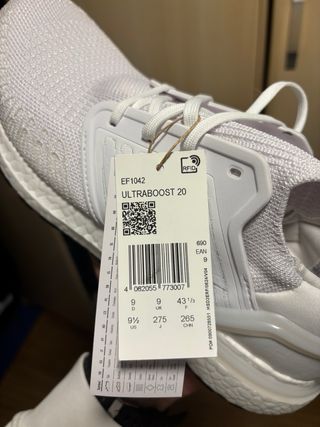 RFID
EF1042
ULTRABOOST 20
690
EAN
9
4 062055 773007
9 9 43 1/3
D UK F
9½ 275 265
US J CHN